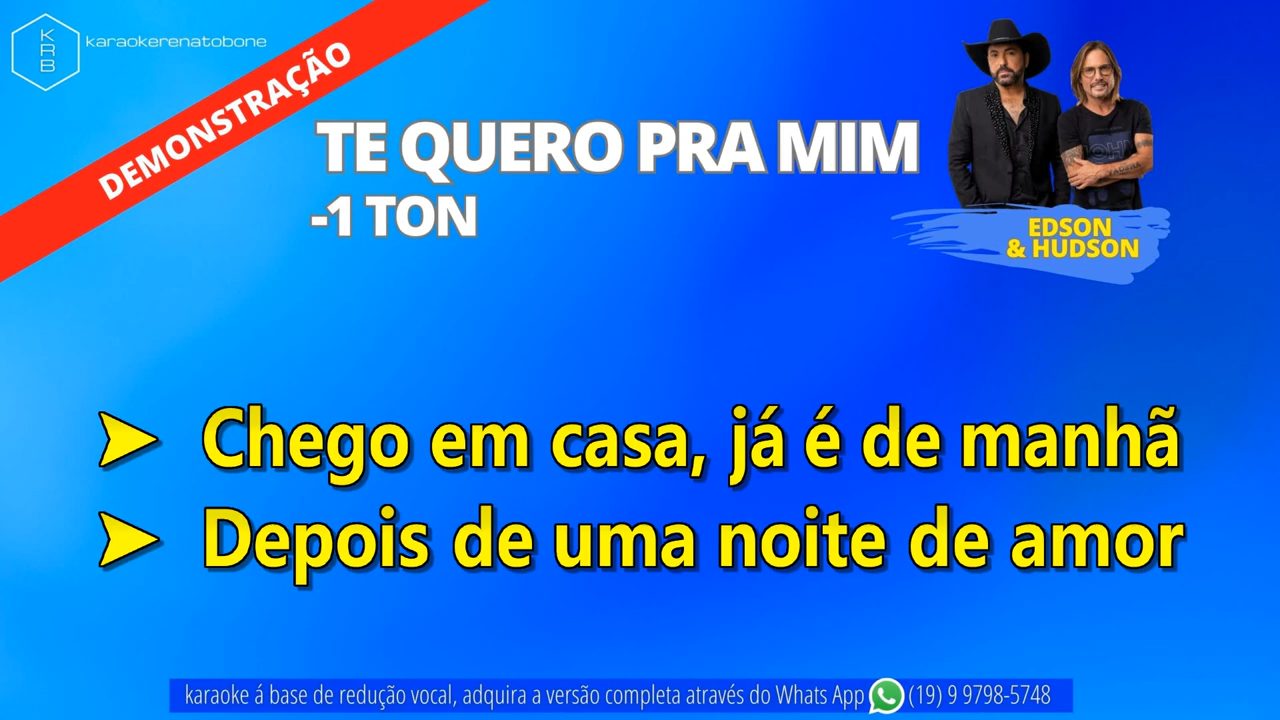 KRB
karaokerenatobone
DEMONSTRAÇÃO
TE QUERO PRA MIM
-1 TON
EDSON
& HUDSON
Chego em casa, já é de manhã
Depois de uma noite de amor
karaoke á base de redução vocal, adquira a versão completa através do Whats App (19) 9 9798-5748